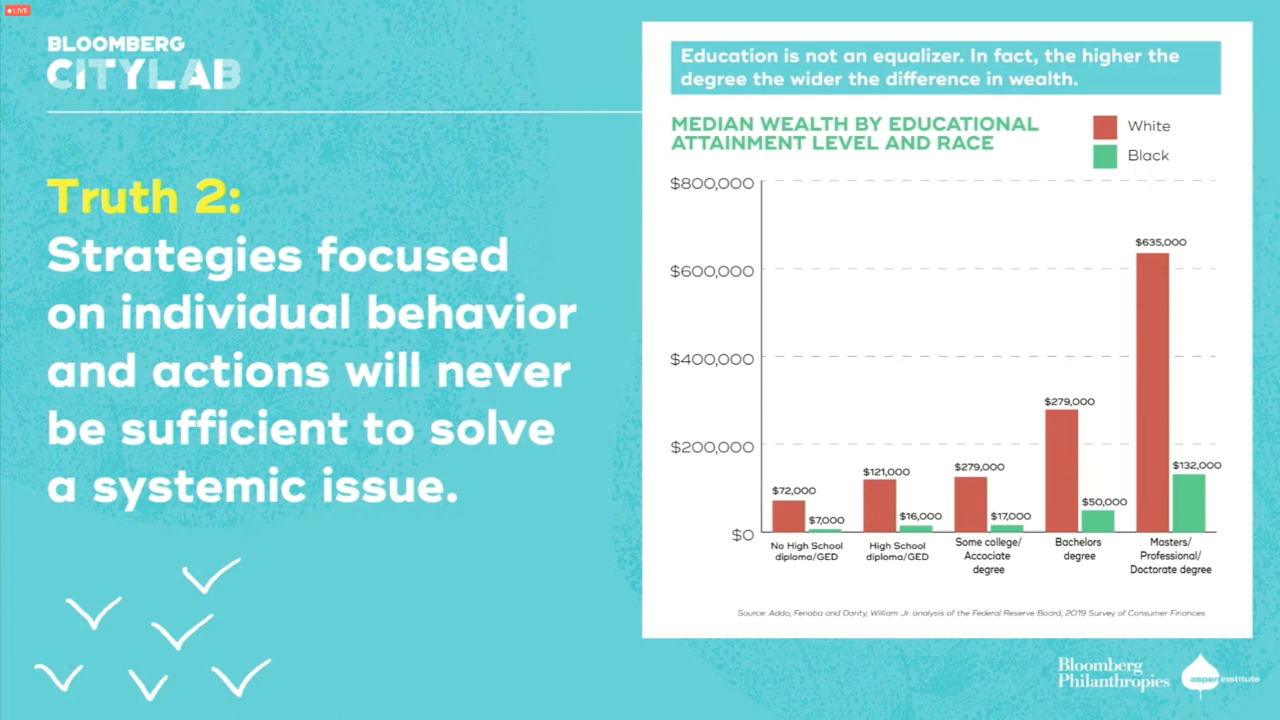 LIVE
BLOOMBERG
CITYLAB
Truth 2:
Strategies focused
on individual behavior
and actions will never
be sufficient to solve
a systemic issue.
Education is not an equalizer. In fact, the higher the
degree the wider the difference in wealth.
MEDIAN WEALTH BY EDUCATIONAL
ATTAINMENT LEVEL AND RACE
White
Black
$800,000
$600,000
$400,000
$200,000
$0
$72,000
$7,000
$121,000
$16,000
$279,000
$17,000
$279,000
$50,000
$635,000
$132,000
No High School
diploma/GED
High School
diploma/GED
Some college/
Accociate
degree
Bachelors
degree
Masters/
Professional/
Doctorate degree
Source: Addo, Fenaba and Darity, William Jr. analysis of the Federal Reserve Board, 2019 Survey of Consumer Finances
Bloomberg
Philanthropies
aspen institute